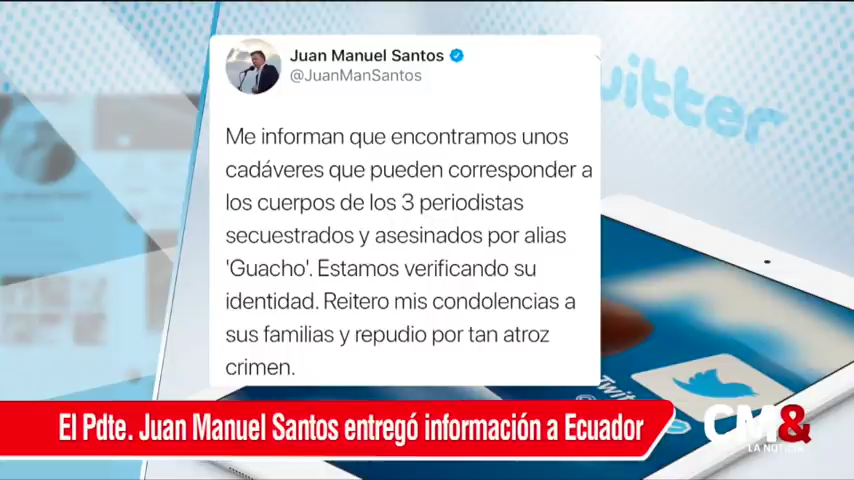 Juan Manuel Santos
@JuanManSantos
Me informan que encontramos unos
cadáveres que pueden corresponder a
los cuerpos de los 3 periodistas
secuestrados y asesinados por alias
'Guacho'. Estamos verificando su
identidad. Reitero mis condolencias a
sus familias y repudio por tan atroz
crimen.
twitter
El Pdte. Juan Manuel Santos entregó información a Ecuador
CM&
LA NOTICIA